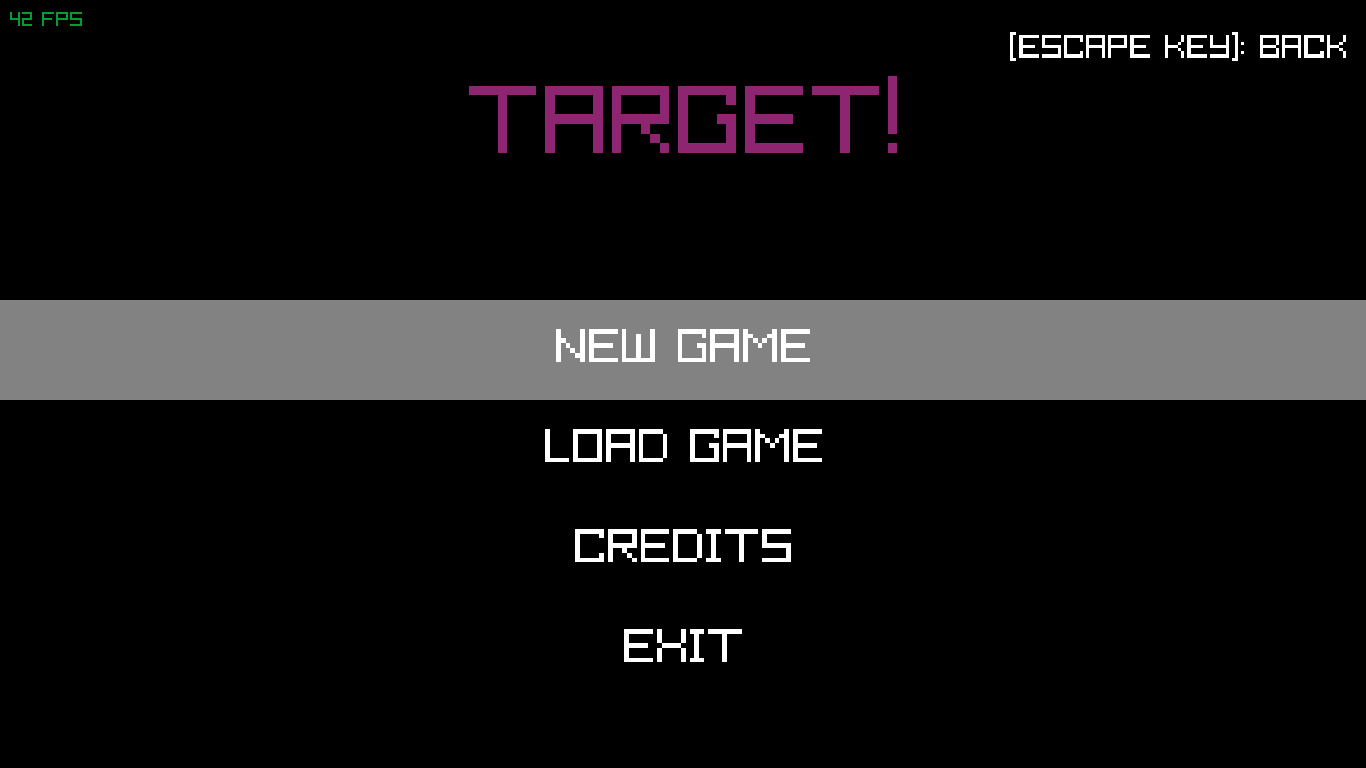 42 FPS
[ESCAPE KEY]: BACK
TARGET!
NEW GAME
LOAD GAME
CREDITS
EXIT